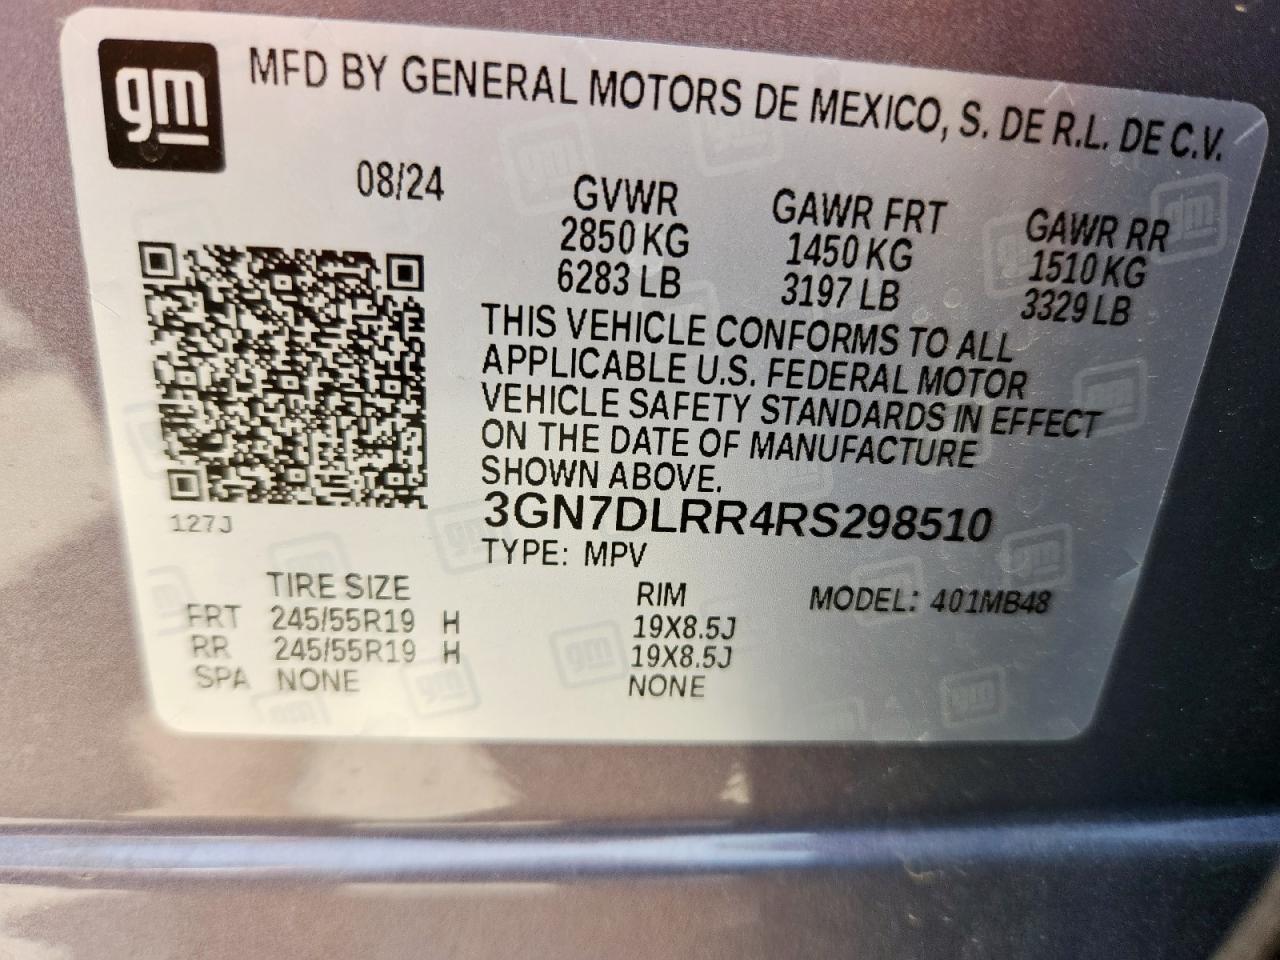 gm
MFD BY GENERAL MOTORS DE MEXICO, S. DE R.L. DE C.V.
08/24
GVWR GAWR FRT GAWR RR
2850 KG 1450 KG 1510 KG
6283 LB 3197 LB 3329 LB
THIS VEHICLE CONFORMS TO ALL
APPLICABLE U.S. FEDERAL MOTOR
VEHICLE SAFETY STANDARDS IN EFFECT
ON THE DATE OF MANUFACTURE
SHOWN ABOVE.
3GN7DLRR4RS298510
127J
TYPE: MPV
TIRE SIZE RIM MODEL: 401MB48
FRT 245/55R19 H 19X8.5J
RR 245/55R19 H 19X8.5J
SPA NONE NONE